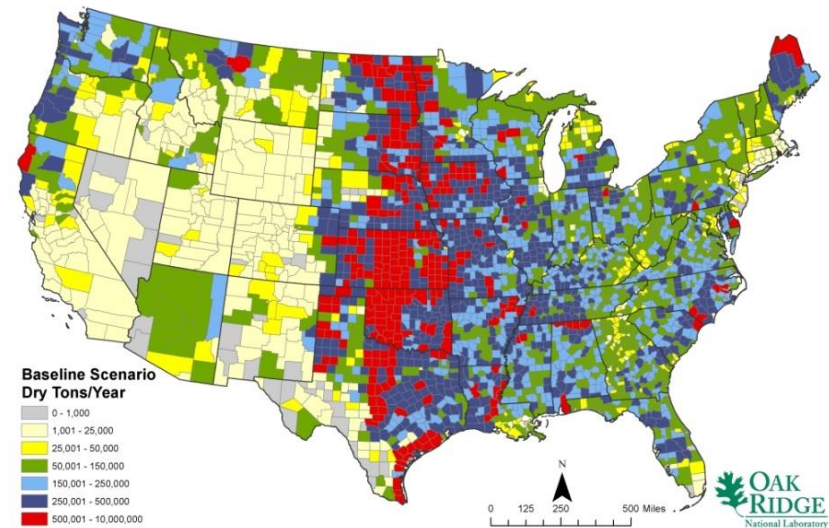 Baseline Scenario
Dry Tons/Year
0 - 1,000
1,001 - 25,000
25,001 - 50,000
50,001 - 150,000
150,001 - 250,000
250,001 - 500,000
500,001 - 10,000,000
N
0 125 250 500 Miles
OAK
RIDGE
National Laboratory